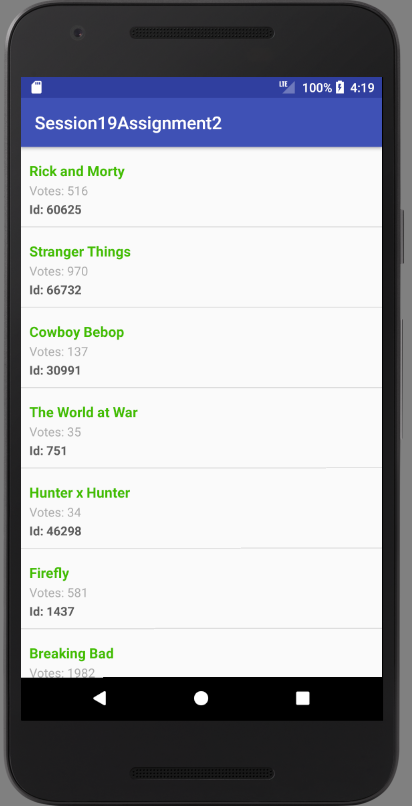 LTE 100% 4:19
Session19Assignment2
Rick and Morty
Votes: 516
Id: 60625
Stranger Things
Votes: 970
Id: 66732
Cowboy Bebop
Votes: 137
Id: 30991
The World at War
Votes: 35
Id: 751
Hunter x Hunter
Votes: 34
Id: 46298
Firefly
Votes: 581
Id: 1437
Breaking Bad
Votes: 1982